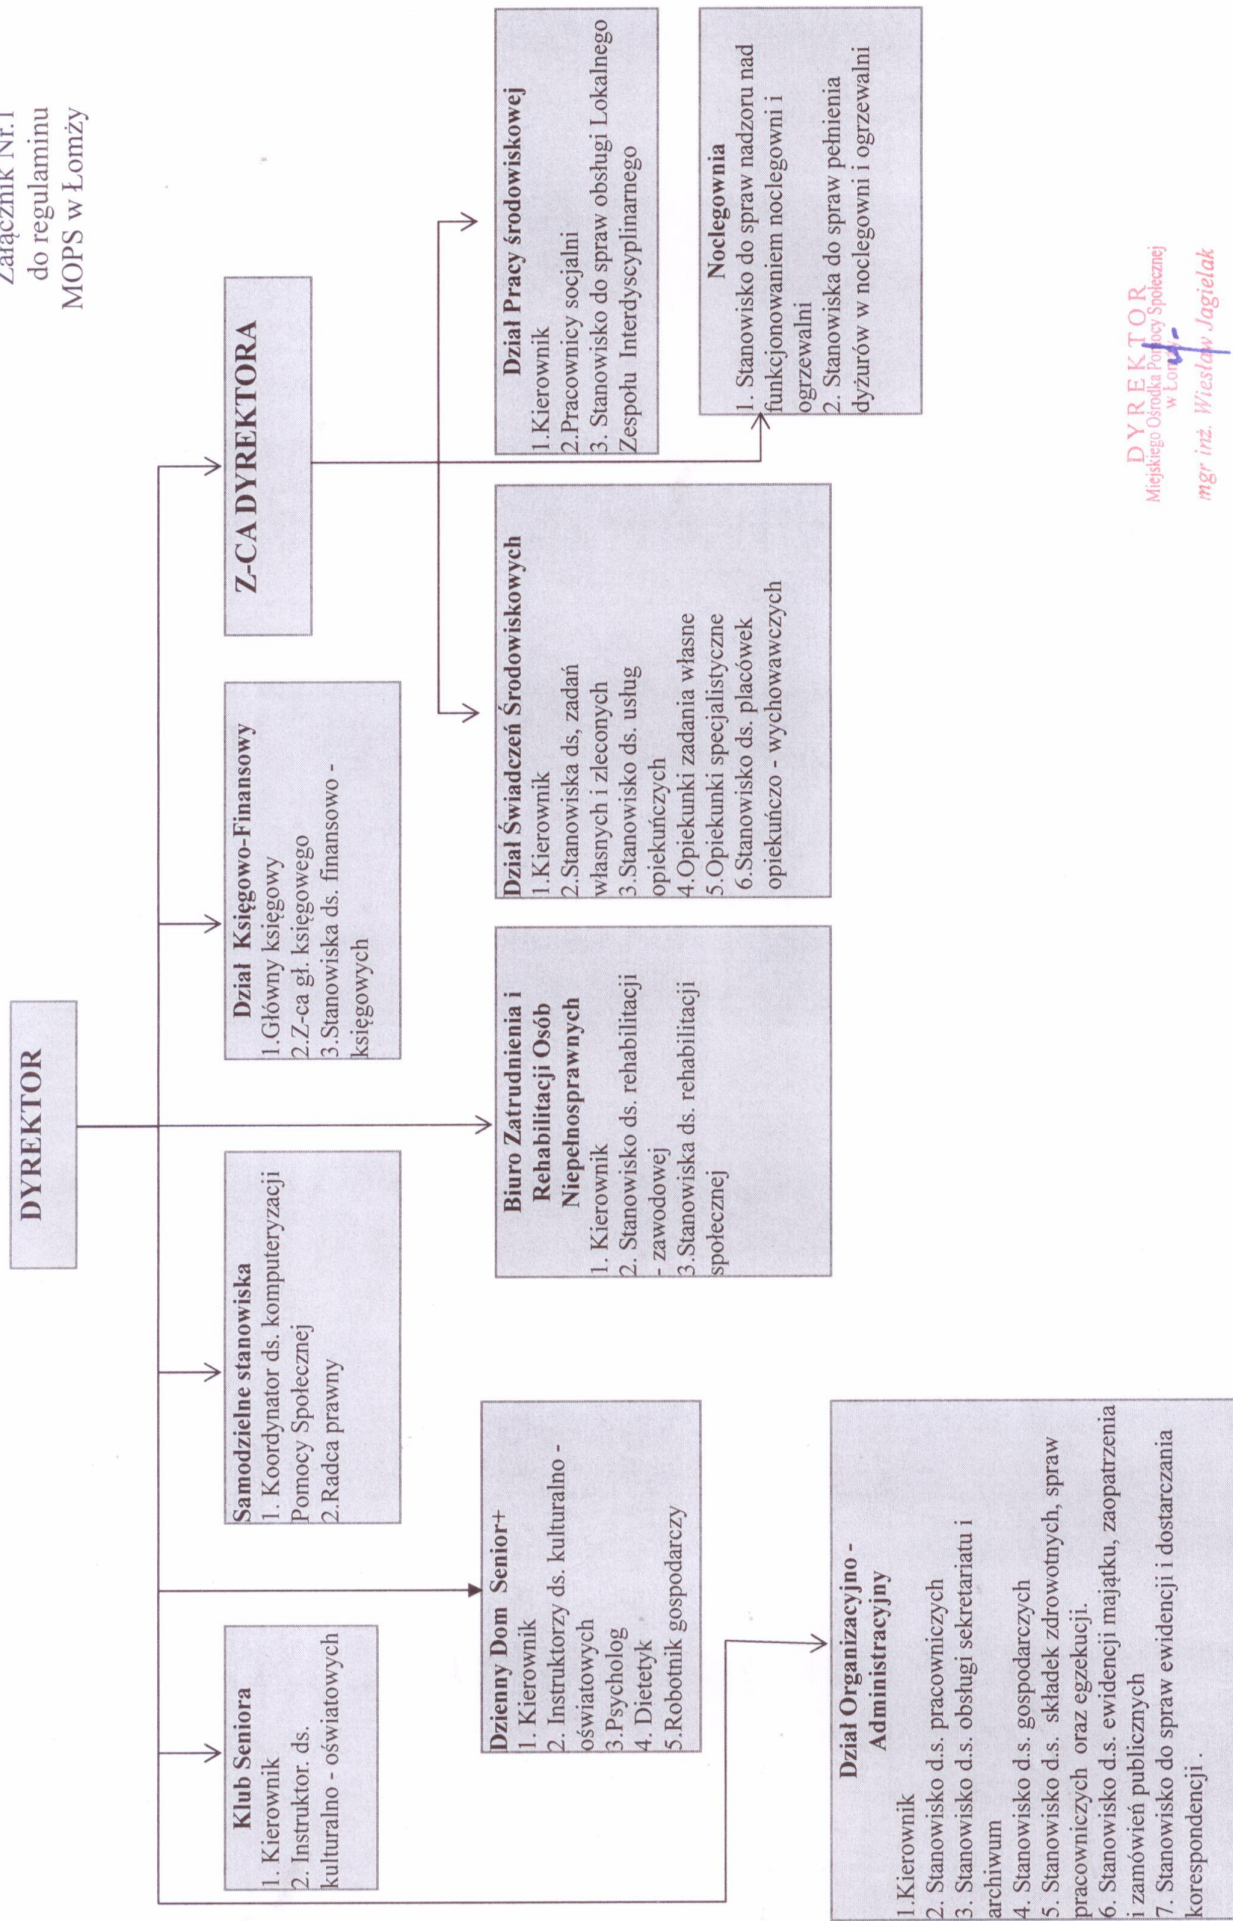 Załącznik Nr.1
do regulaminu
MOPS w Łomży
DYREKTOR
Klub Seniora
1. Kierownik
2. Instruktor. ds.
kulturalno - oświatowych
Samodzielne stanowiska
1. Koordynator ds. komputeryzacji
Pomocy Społecznej
2.Radca prawny
Dział Księgowo-Finansowy
1.Główny księgowy
2.Z-ca gł. księgowego
3.Stanowiska ds. finansowo -
księgowych
Z-CA DYREKTORA
Dzienny Dom Senior+
1. Kierownik
2. Instruktorzy ds. kulturalno -
oświatowych
3.Psycholog
4. Dietetyk
5.Robotnik gospodarczy
Biuro Zatrudnienia i
Rehabilitacji Osób
Niepełnosprawnych
1. Kierownik
2. Stanowisko ds. rehabilitacji
- zawodowej
3.Stanowiska ds. rehabilitacji
społecznej
Dział Świadczeń Środowiskowych
1.Kierownik
2.Stanowiska ds, zadań
własnych i zleconych
3.Stanowisko ds. usług
opiekuńczych
4.Opiekunki zadania własne
5.Opiekunki specjalistyczne
6.Stanowisko ds. placówek
opiekuńczo - wychowawczych
Dział Pracy środowiskowej
1.Kierownik
2.Pracownicy socjalni
3. Stanowisko do spraw obsługi Lokalnego
Zespołu Interdyscyplinarnego
Noclegownia
1. Stanowisko do spraw nadzoru nad
funkcjonowaniem noclegowni i
ogrzewalni
2. Stanowiska do spraw pełnienia
dyżurów w noclegowni i ogrzewalni
Dział Organizacyjno -
Administracyjny
1.Kierownik
2. Stanowisko d.s. pracowniczych
3. Stanowisko d.s. obsługi sekretariatu i
archiwum
4. Stanowisko d.s. gospodarczych
5. Stanowisko d.s. składek zdrowotnych, spraw
pracowniczych oraz egzekucji.
6. Stanowisko d.s. ewidencji majątku, zaopatrzenia
i zamówień publicznych
7. Stanowisko do spraw ewidencji i dostarczania
korespondencji .
DYREKTOR
Miejskiego Ośrodka Pomocy Społecznej
w
mgr inż. Wiesław Jagielak